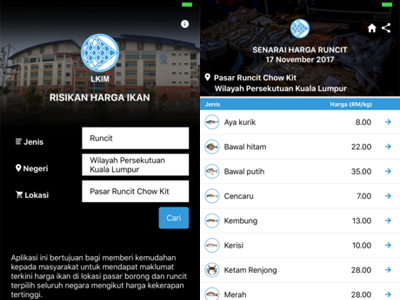 LKIM
RISIKAN HARGA IKAN
Jenis
Runcit
Negeri
Wilayah Persekutuan
Kuala Lumpur
Lokasi
Pasar Runcit Chow Kit
Cari
Aplikasi ini bertujuan bagi memberi kemudahan
kepada masyarakat untuk mendapat maklumat
terkini harga ikan di lokasi pasar borong dan runcit
terpilih seluruh negara mengikut harga kekerapan
tertinggi.
SENARAI HARGA RUNCIT
17 November 2017
Pasar Runcit Chow Kit
Wilayah Persekutuan Kuala Lumpur
Jenis Harga (RM/kg)
Aya kurik 8.00
Bawal hitam 22.00
Bawal putih 35.00
Cencaru 7.00
Kembung 13.00
Kerisi 10.00
Ketam Renjong 28.00
Merah 28.00